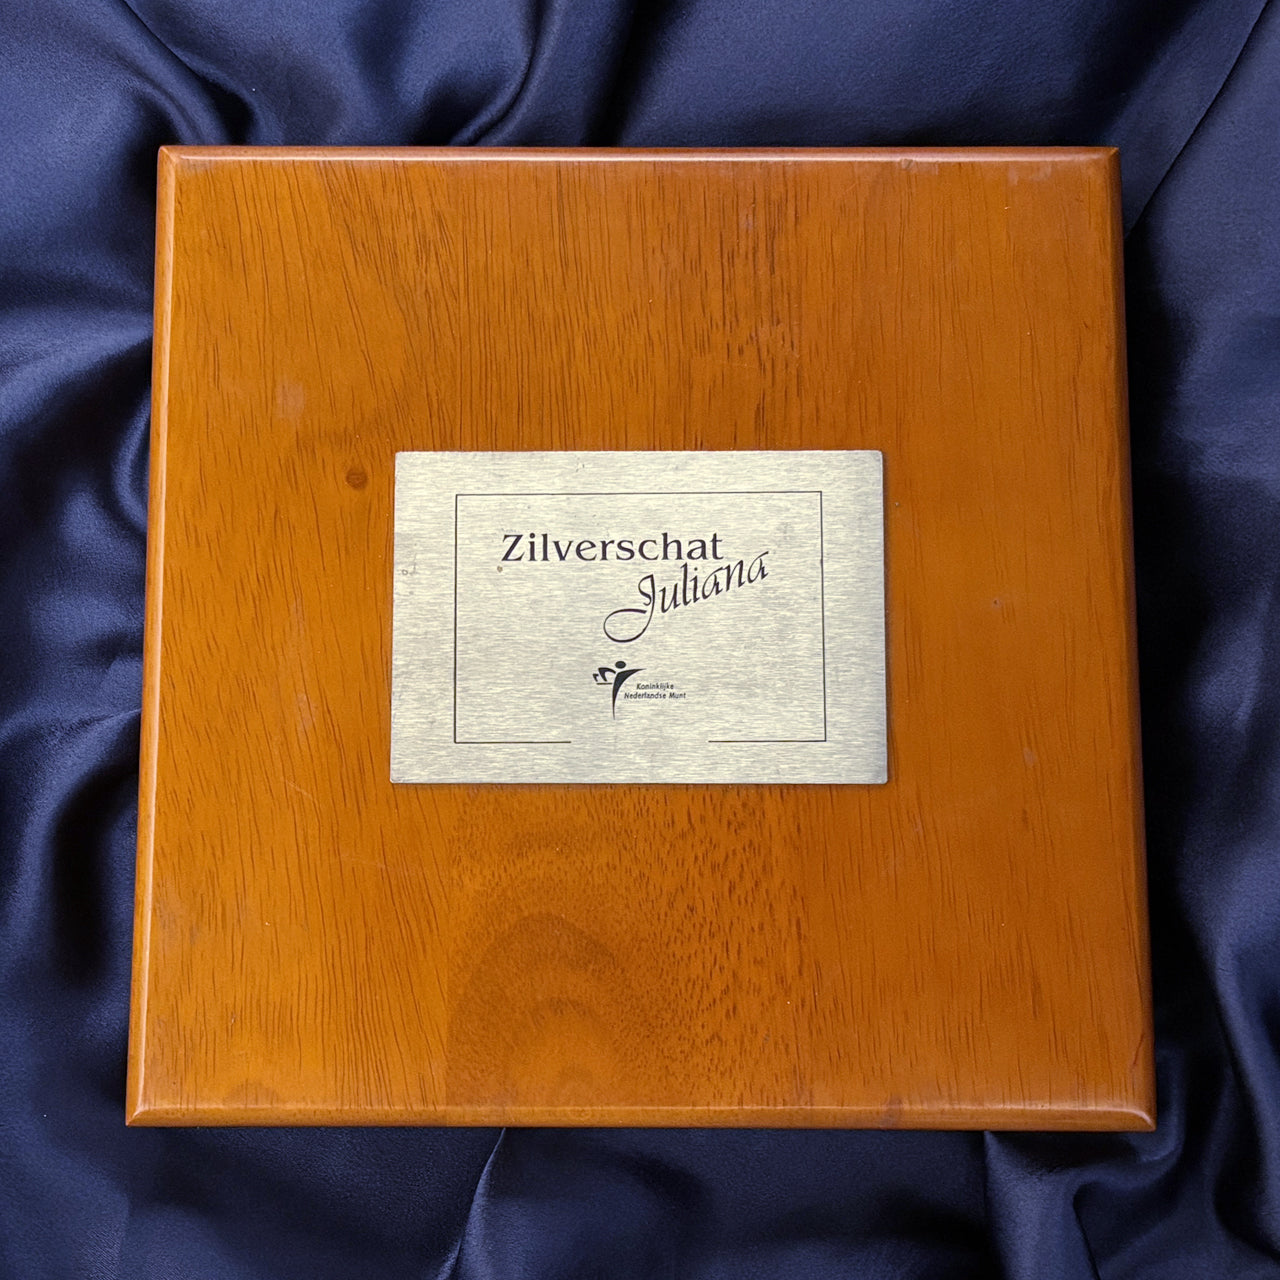 Zilverschat
Juliana
Koninklijke
Nederlandse Munt